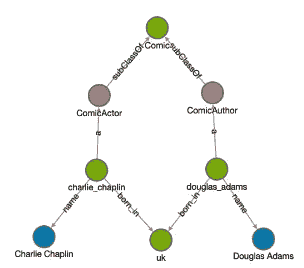 Comic
subClassOf
subClassOf
ComicActor
ComicAuthor
a
a
charlie_chaplin
douglas_adams
name
born_in
born_in
name
Charlie Chaplin
uk
Douglas Adams